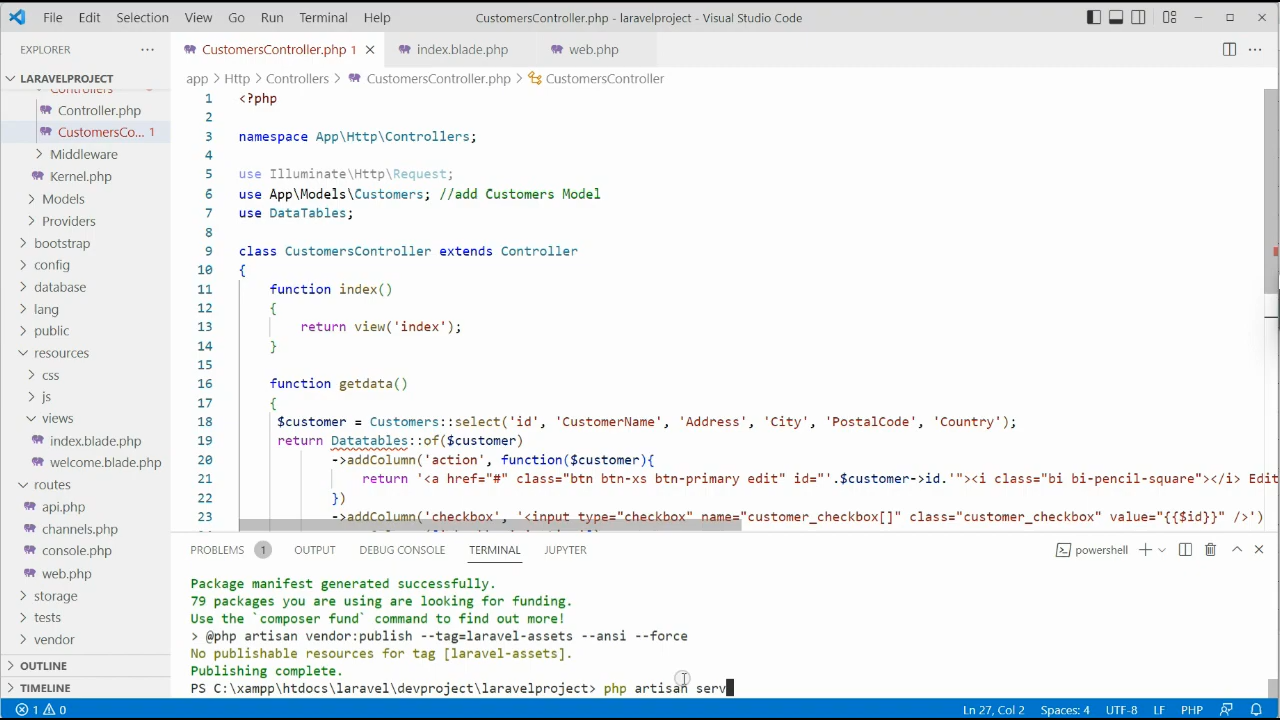 File Edit Selection View Go Run Terminal Help CustomersController.php - laravelproject - Visual Studio Code
EXPLORER
CustomersController.php 1 index.blade.php web.php
LARAVELPROJECT
app Http Controllers CustomersController.php CustomersController
Controllers
Controller.php
CustomersCo... 1
Middleware
Kernel.php
Models
Providers
bootstrap
config
database
lang
public
resources
css
js
views
index.blade.php
welcome.blade.php
routes
api.php
channels.php
console.php
web.php
storage
tests
vendor
OUTLINE
TIMELINE
1 <?php
2
3 namespace App\Http\Controllers;
4
5 use Illuminate\Http\Request;
6 use App\Models\Customers; //add Customers Model
7 use DataTables;
8
9 class CustomersController extends Controller
10 {
11 function index()
12 {
13 return view('index');
14 }
15
16 function getdata()
17 {
18 $customer = Customers::select('id', 'CustomerName', 'Address', 'City', 'PostalCode', 'Country');
19 return Datatables::of($customer)
20 ->addColumn('action', function($customer){
21 return '<a href="#" class="btn btn-xs btn-primary edit" id="'.$customer->id.'"><i class="bi bi-pencil-square"></i> Edit
22 })
23 ->addColumn('checkbox', '<input type="checkbox" name="customer_checkbox[]" class="customer_checkbox" value="{{$id}}" />')
PROBLEMS 1 OUTPUT DEBUG CONSOLE TERMINAL JUPYTER powershell
Package manifest generated successfully.
79 packages you are using are looking for funding.
Use the `composer fund` command to find out more!
> @php artisan vendor:publish --tag=laravel-assets --ansi --force
No publishable resources for tag [laravel-assets].
Publishing complete.
PS C:\xampp\htdocs\laravel\devproject\laravelproject> php artisan serv
1 0 Ln 27, Col 2 Spaces: 4 UTF-8 LF PHP